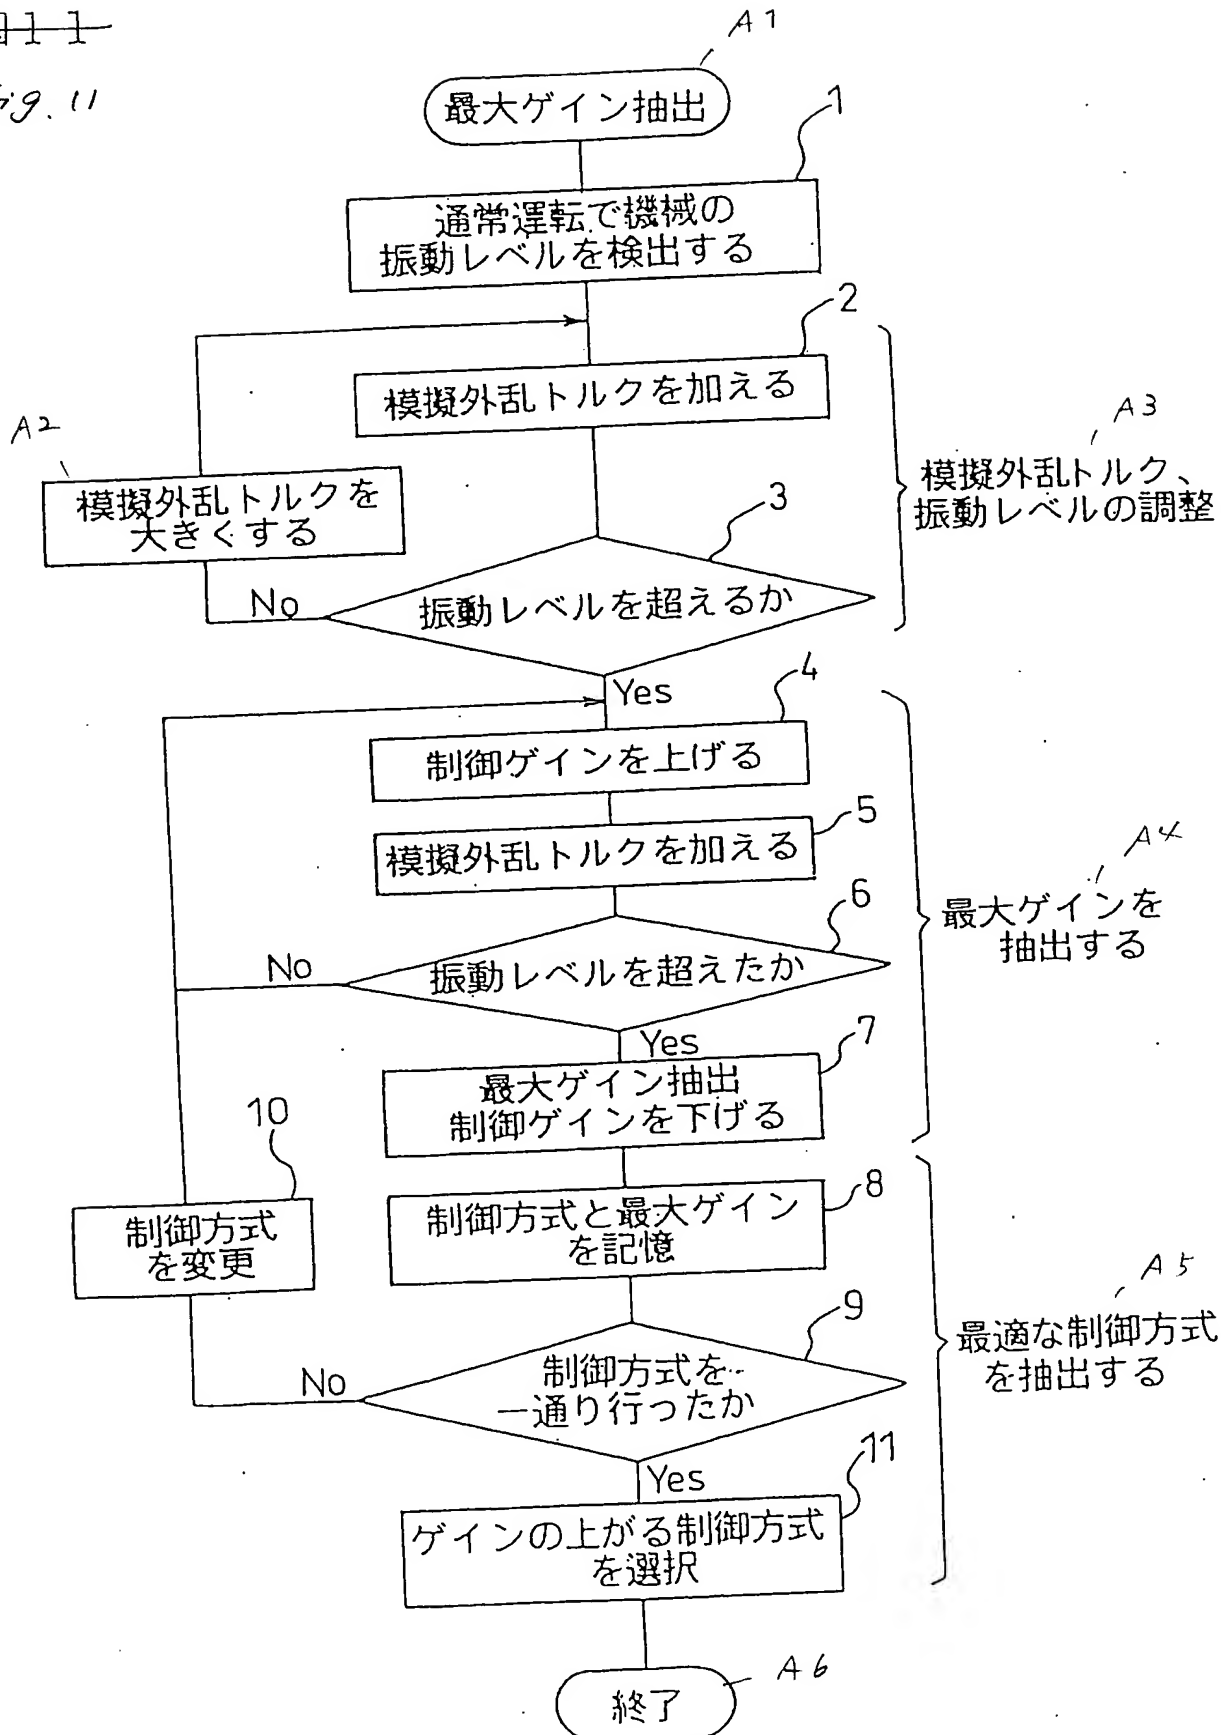 A1
Fig. 11
最大ゲイン抽出
1
通常運転で機械の
振動レベルを検出する
2
模擬外乱トルクを加える
A2
模擬外乱トルクを
大きくする
A3
模擬外乱トルク、
振動レベルの調整
3
振動レベルを超えるか
No
Yes
4
制御ゲインを上げる
5
模擬外乱トルクを加える
6
振動レベルを超えたか
No
A4
最大ゲインを
抽出する
Yes
7
最大ゲイン抽出
制御ゲインを下げる
8
制御方式と最大ゲイン
を記憶
10
制御方式
を変更
9
制御方式を
一通り行ったか
No
A5
最適な制御方式
を抽出する
Yes
11
ゲインの上がる制御方式
を選択
A6
終了